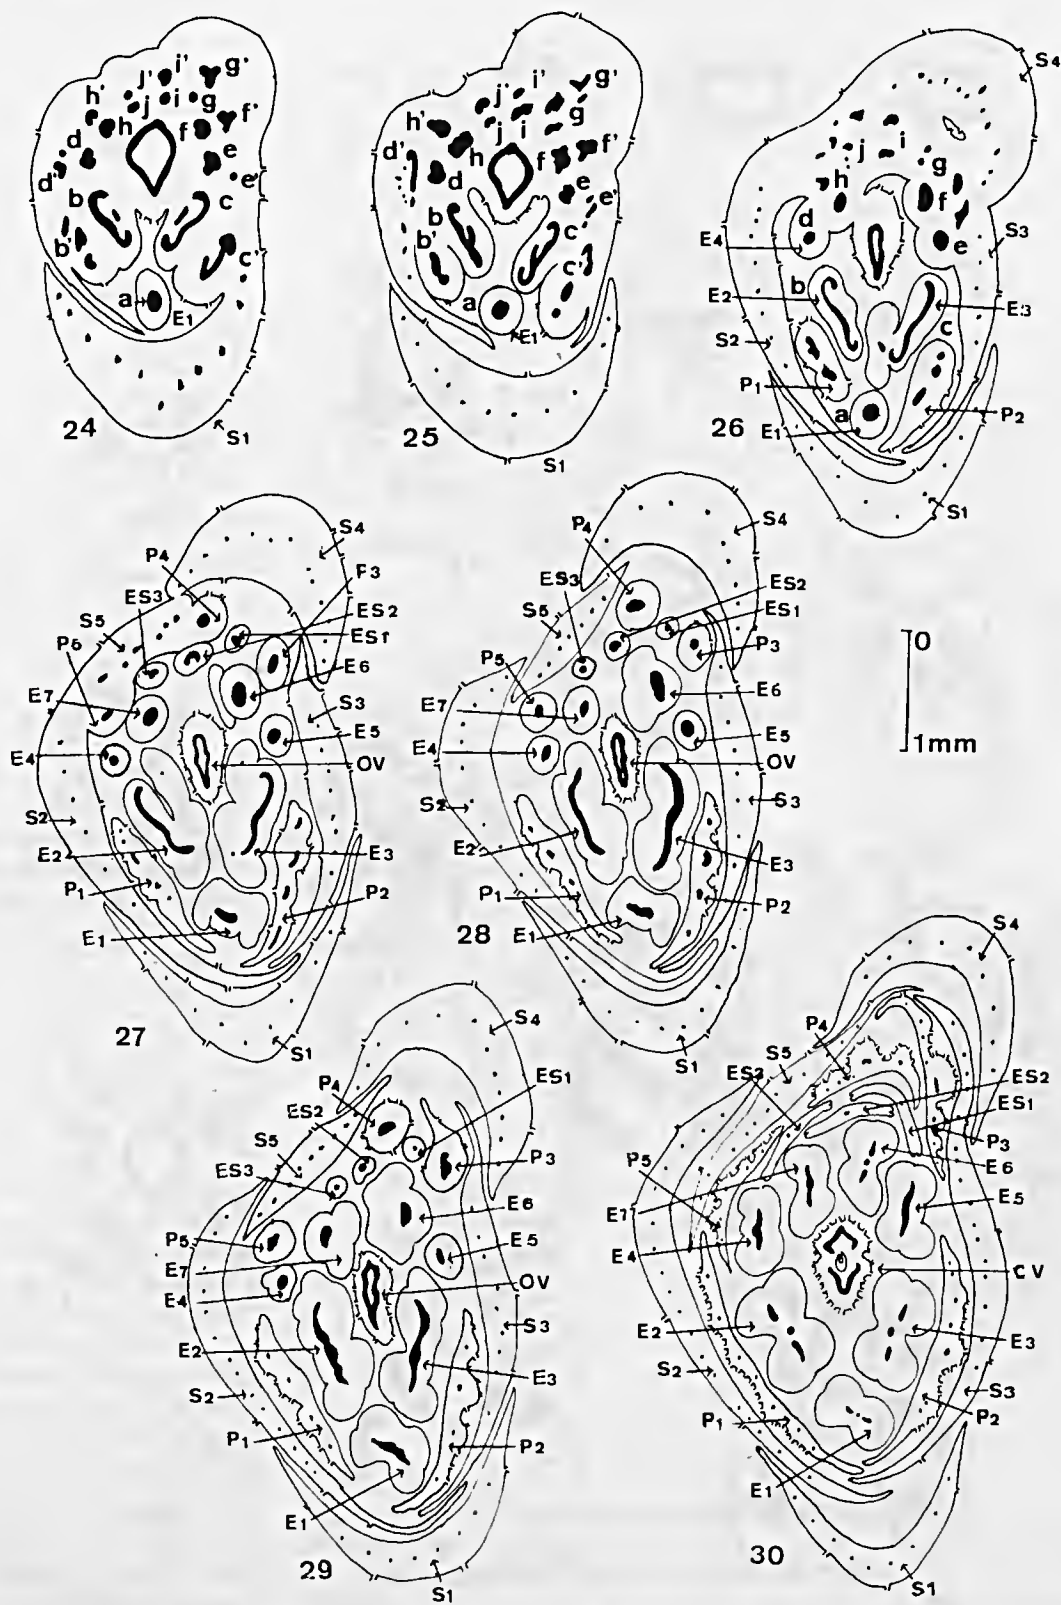 i' g'
j'
h' j i g
h f f'
d e
d' e'
b c
b' c'
a
E1
24
S1
i' g'
j'
h' j i g
h f f'
d' d e
b e'
b' c
c'
a
E1
25
S1
S4
j i g
h f
d S3
E4 e
E2 b E3
S2 c
P1 P2
a
26 E1
S1
P4 S4
ES3 P3
S5 ES2
P5 ES1
E7 E6
S3
E4 E5
OV
S2
E2 E3
P1 P2
E1
27
S1
P4 S4
ES3 ES2
S5 ES1
P5 P3
E7 E6
E4 E5
OV
S2 S3
E2 E3
P1 P2
E1
28
S1
0
1mm
S4
P4 ES1
ES2
S5 P3
ES3
E6
P5 E5
E7
E4 OV
S3
E2
S2 E3
P1 P2
E1
29
S1
S4
P4
S5
ES3 ES2
ES1
P5 P3
E6
E7 E5
E4
CV
E2 E3
S2 S3
P1 P2
E1
30
S1